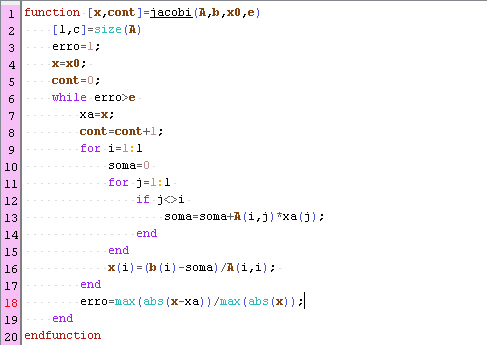 1 function [x,cont]=jacobi(A,b,x0,e)
2 [l,c]=size(A)
3 erro=1;
4 x=x0;
5 cont=0;
6 while erro>e
7 xa=x;
8 cont=cont+1;
9 for i=1:l
10 soma=0
11 for j=1:l
12 if j<>i
13 soma=soma+A(i,j)*xa(j);
14 end
15 end
16 x(i)=(b(i)-soma)/A(i,i);
17 end
18 erro=max(abs(x-xa))/max(abs(x));
19 end
20 endfunction